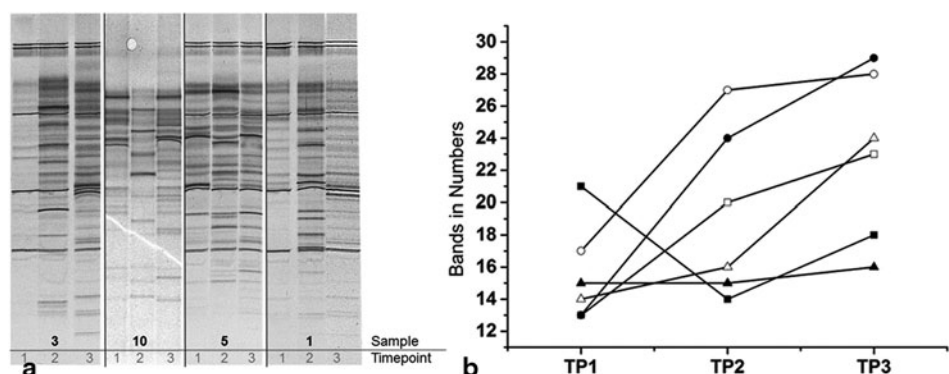 3 10 5 1 Sample
1 2 3 1 2 3 1 2 3 1 2 3 Timepoint
a
30
28
26
24
22
20
18
16
14
12
Bands in Numbers
TP1 TP2 TP3
b